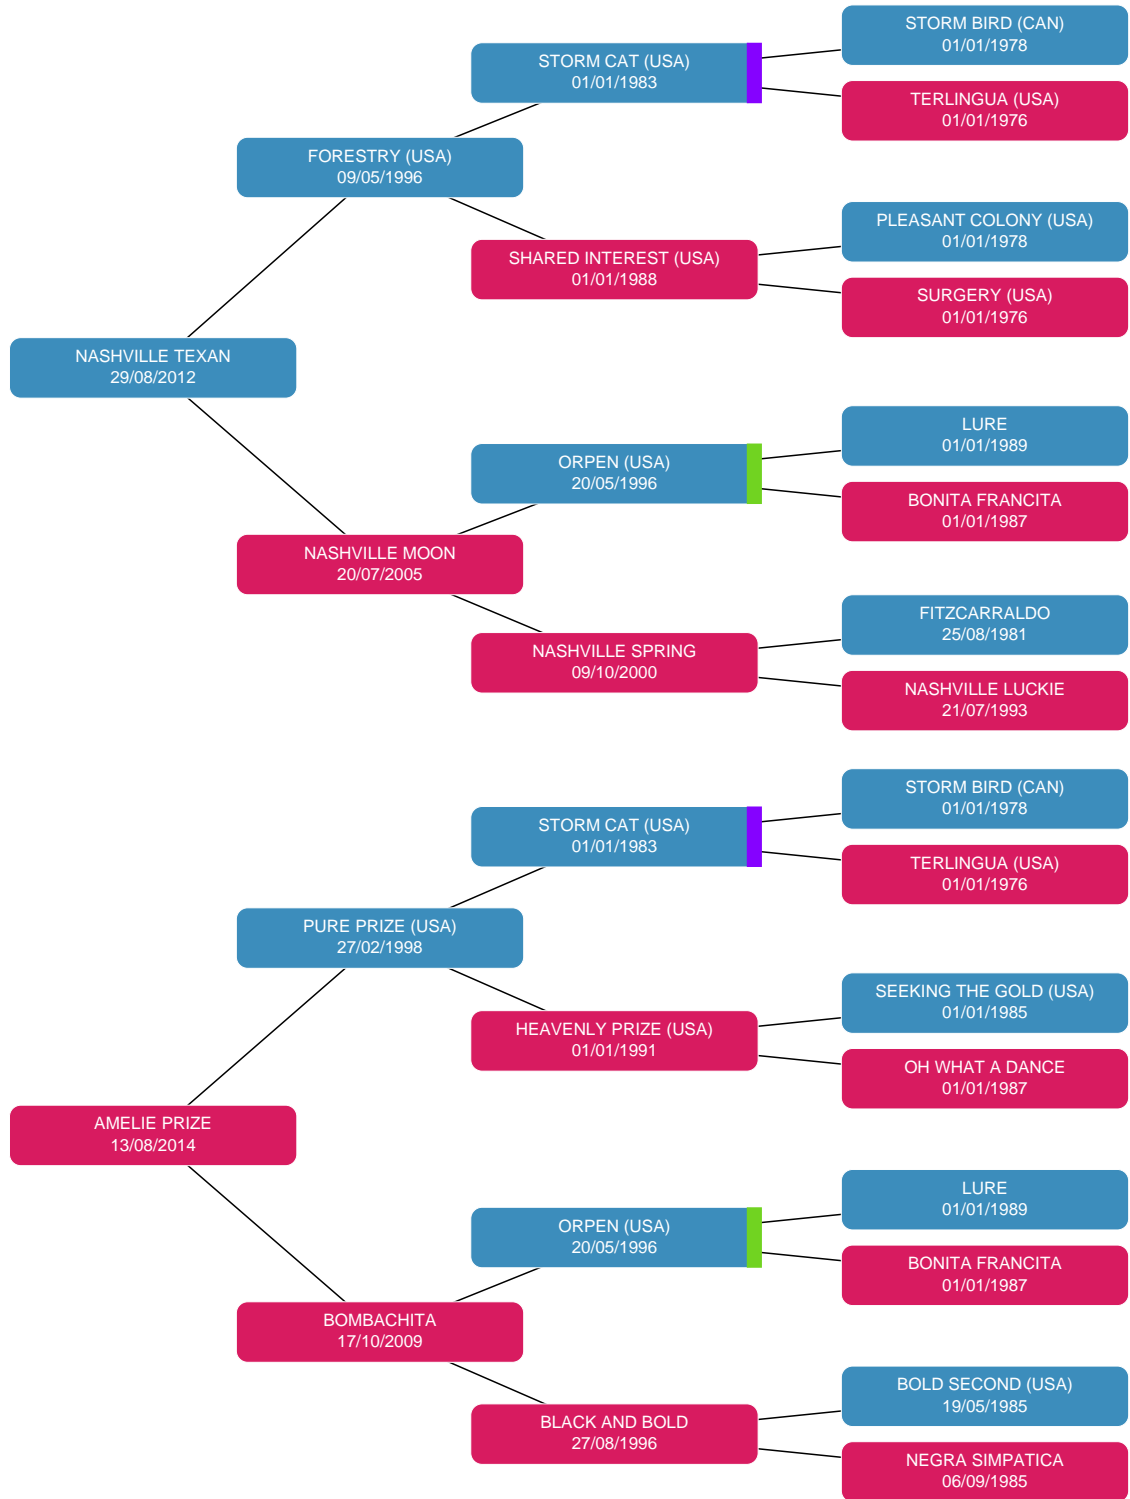 STORM BIRD (CAN)
01/01/1978
STORM CAT (USA)
01/01/1983
TERLINGUA (USA)
01/01/1976
FORESTRY (USA)
09/05/1996
PLEASANT COLONY (USA)
01/01/1978
SHARED INTEREST (USA)
01/01/1988
SURGERY (USA)
01/01/1976
NASHVILLE TEXAN
29/08/2012
LURE
01/01/1989
ORPEN (USA)
20/05/1996
BONITA FRANCITA
01/01/1987
NASHVILLE MOON
20/07/2005
FITZCARRALDO
25/08/1981
NASHVILLE SPRING
09/10/2000
NASHVILLE LUCKIE
21/07/1993
STORM BIRD (CAN)
01/01/1978
STORM CAT (USA)
01/01/1983
TERLINGUA (USA)
01/01/1976
PURE PRIZE (USA)
27/02/1998
SEEKING THE GOLD (USA)
01/01/1985
HEAVENLY PRIZE (USA)
01/01/1991
OH WHAT A DANCE
01/01/1987
AMELIE PRIZE
13/08/2014
LURE
01/01/1989
ORPEN (USA)
20/05/1996
BONITA FRANCITA
01/01/1987
BOMBACHITA
17/10/2009
BOLD SECOND (USA)
19/05/1985
BLACK AND BOLD
27/08/1996
NEGRA SIMPATICA
06/09/1985